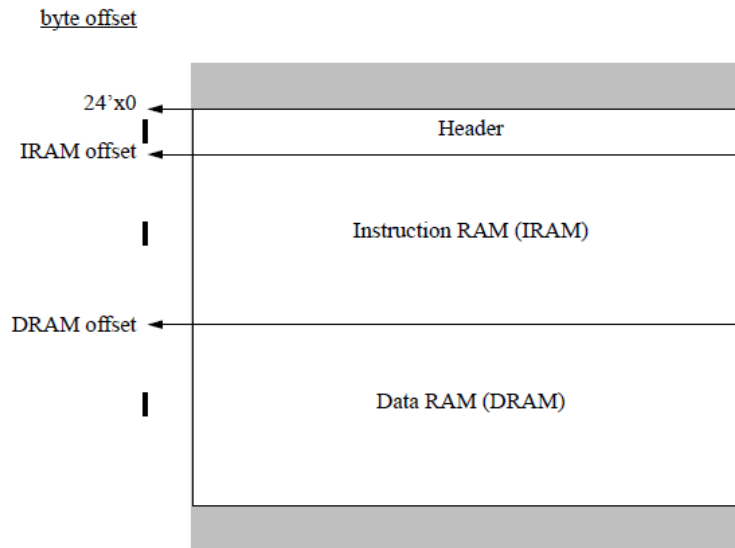 byte offset
24’x0
Header
IRAM offset
Instruction RAM (IRAM)
DRAM offset
Data RAM (DRAM)